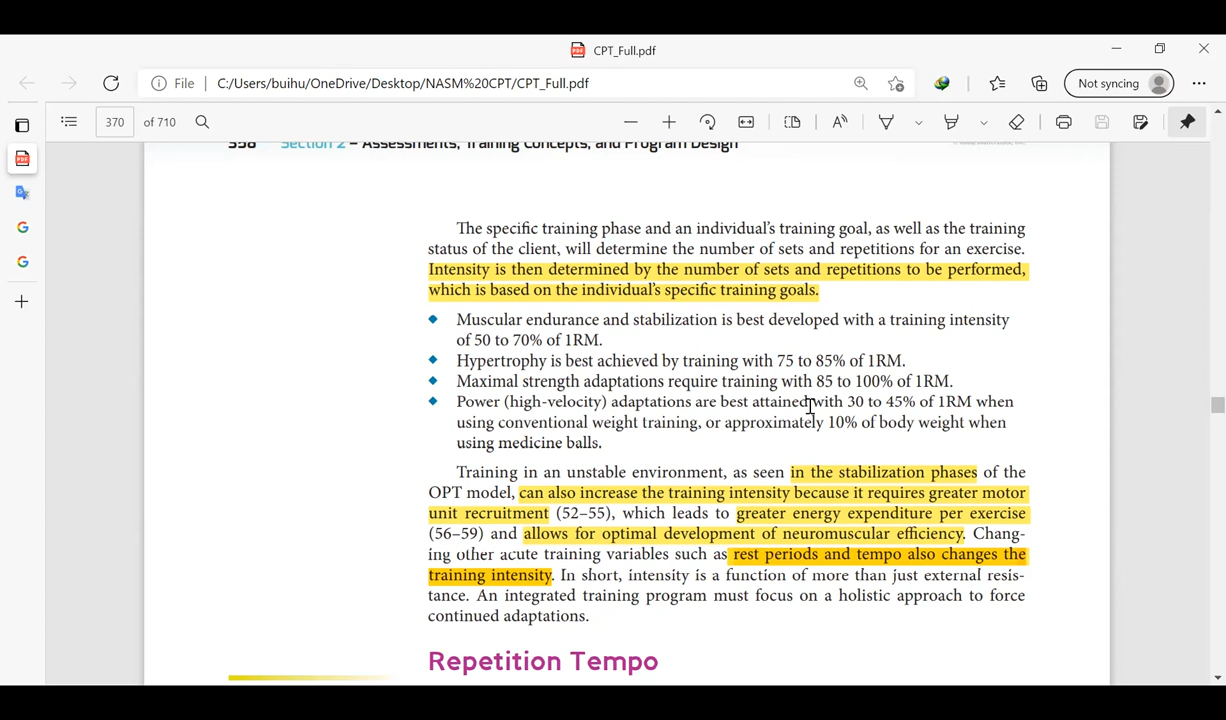 CPT_Full.pdf
File | C:/Users/buihu/OneDrive/Desktop/NASM%20CPT/CPT_Full.pdf
Not syncing
370 of 710
358 Section 2 – Assessments, Training Concepts, and Program Design
The specific training phase and an individual's training goal, as well as the training
status of the client, will determine the number of sets and repetitions for an exercise.
Intensity is then determined by the number of sets and repetitions to be performed,
which is based on the individual's specific training goals.
◆ Muscular endurance and stabilization is best developed with a training intensity
of 50 to 70% of 1RM.
◆ Hypertrophy is best achieved by training with 75 to 85% of 1RM.
◆ Maximal strength adaptations require training with 85 to 100% of 1RM.
◆ Power (high-velocity) adaptations are best attained with 30 to 45% of 1RM when
using conventional weight training, or approximately 10% of body weight when
using medicine balls.
Training in an unstable environment, as seen in the stabilization phases of the
OPT model, can also increase the training intensity because it requires greater motor
unit recruitment (52–55), which leads to greater energy expenditure per exercise
(56–59) and allows for optimal development of neuromuscular efficiency. Chang-
ing other acute training variables such as rest periods and tempo also changes the
training intensity. In short, intensity is a function of more than just external resis-
tance. An integrated training program must focus on a holistic approach to force
continued adaptations.
Repetition Tempo